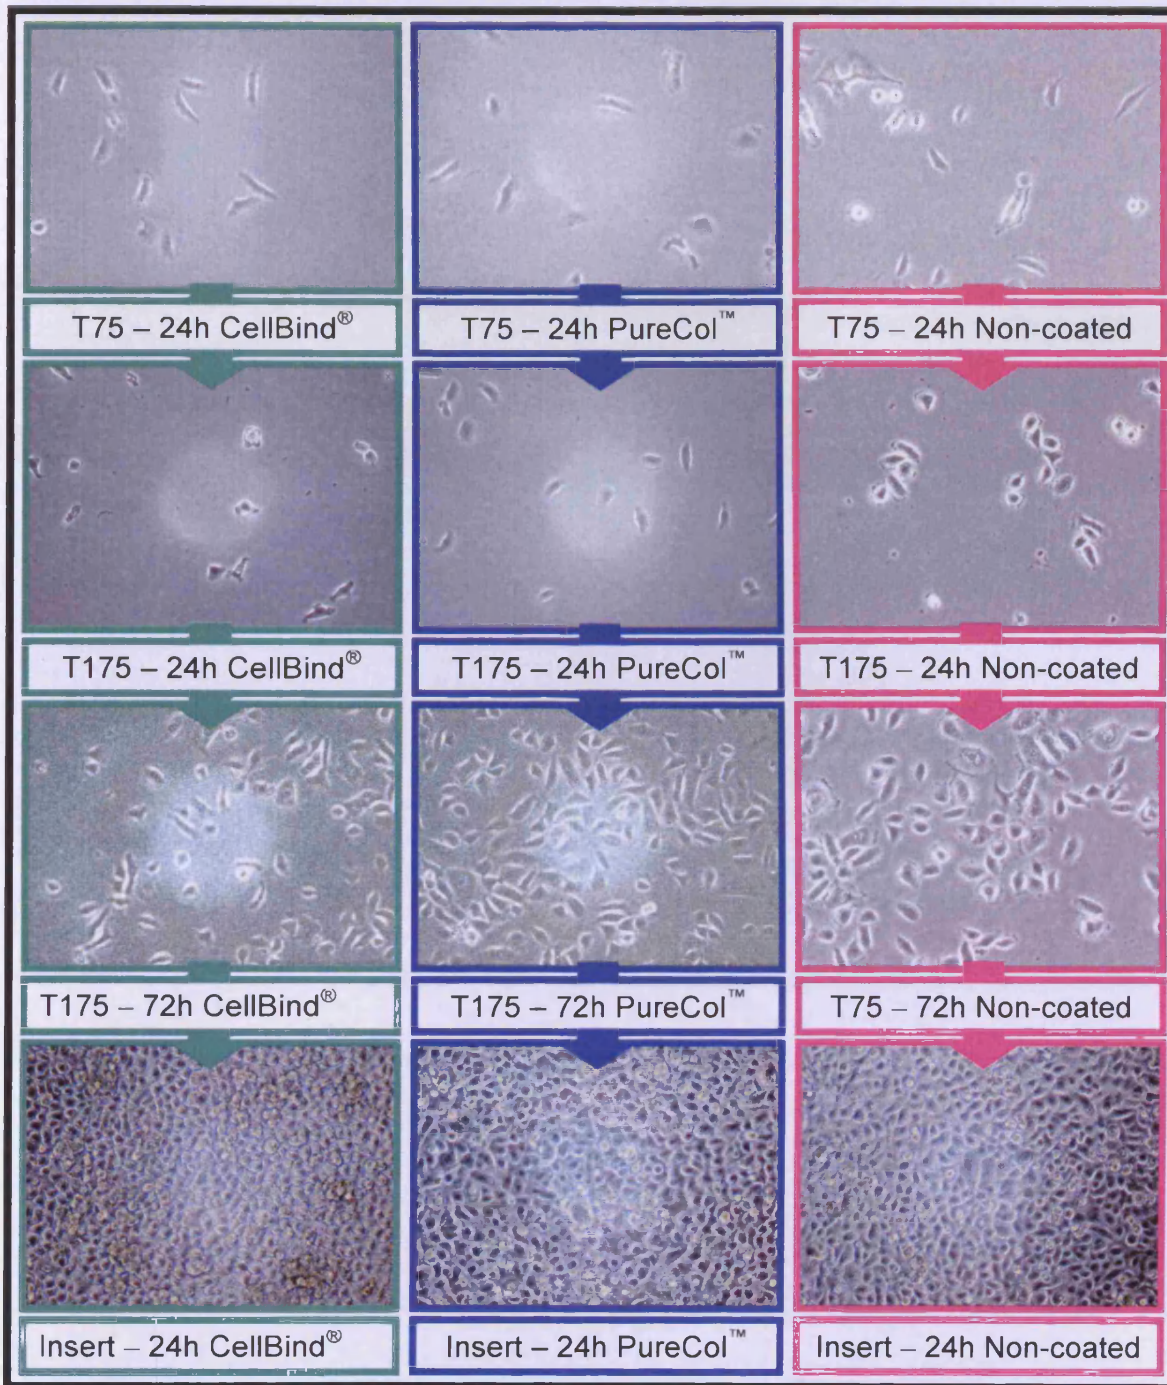 T75 – 24h CellBind®
T75 – 24h PureCol™
T75 – 24h Non-coated
T175 – 24h CellBind®
T175 – 24h PureCol™
T175 – 24h Non-coated
T175 – 72h CellBind®
T175 – 72h PureCol™
T75 – 72h Non-coated
Insert – 24h CellBind®
Insert – 24h PureCol™
Insert – 24h Non-coated